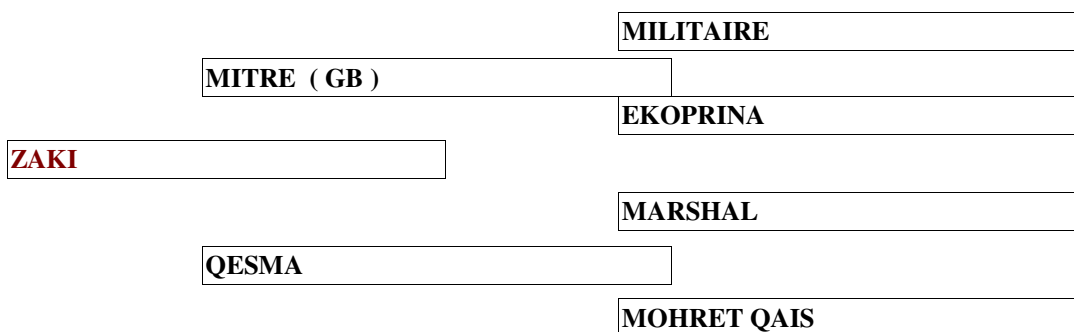 MILITAIRE
MITRE ( GB )
EKOPRINA
ZAKI
MARSHAL
QESMA
MOHRET QAIS